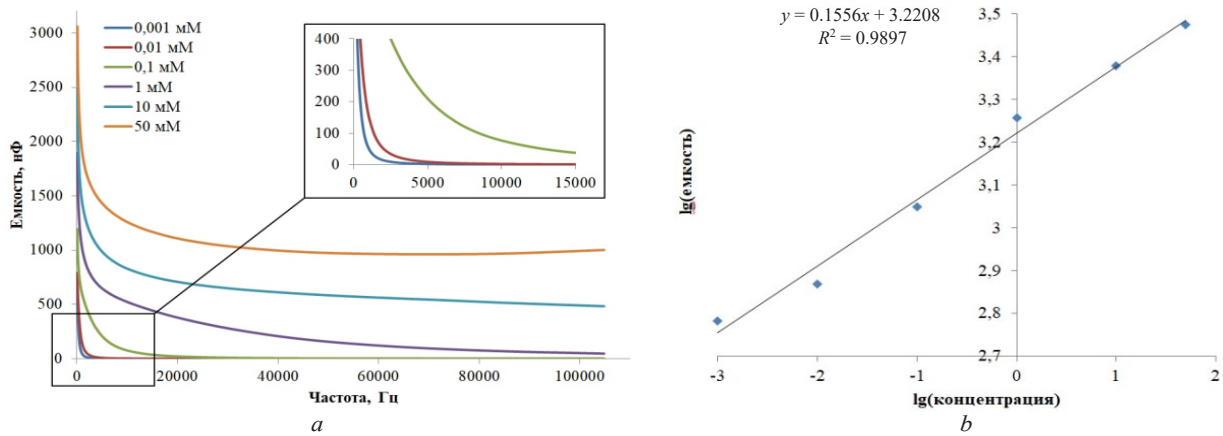 3000
2500
2000
1500
1000
500
0
Емкость, нФ
0,001 мМ
0,01 мМ
0,1 мМ
1 мМ
10 мМ
50 мМ
400
300
200
100
0
0 5000 10000 15000
0 20000 40000 60000 80000 100000
Частота, Гц
a
y = 0.1556x + 3.2208
R² = 0.9897
3,5
3,4
3,3
3,2
3,1
3
2,9
2,8
2,7
lg(емкость)
-3 -2 -1 0 1 2
lg(концентрация)
b